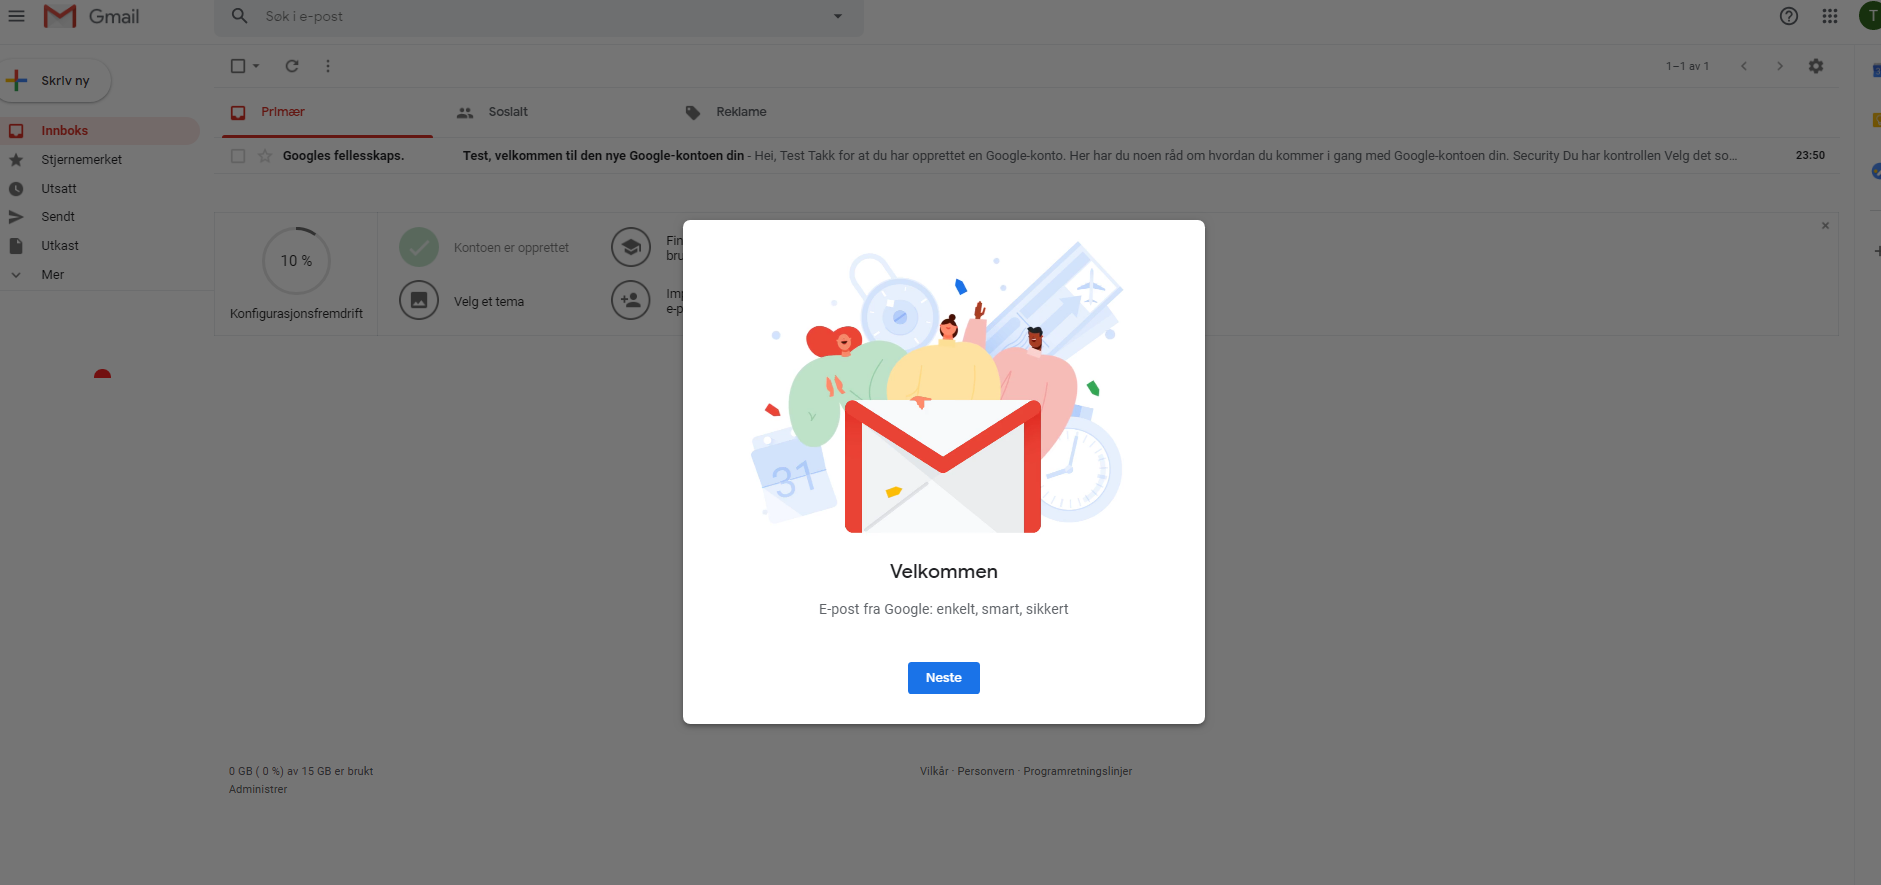 Gmail
Søk i e-post
T
Skriv ny
1–1 av 1
Primær
Sosialt
Reklame
Innboks
Stjernemerket
Utsatt
Sendt
Utkast
Mer
Googles fellesskaps. Test, velkommen til den nye Google-kontoen din - Hei, Test Takk for at du har opprettet en Google-konto. Her har du noen råd om hvordan du kommer i gang med Google-kontoen din. Security Du har kontrollen Velg det so... 23:50
10 %
Konfigurasjonsfremdrift
Kontoen er opprettet
Velg et tema
31
Velkommen
E-post fra Google: enkelt, smart, sikkert
Neste
0 GB ( 0 %) av 15 GB er brukt
Administrer
Vilkår · Personvern · Programretningslinjer